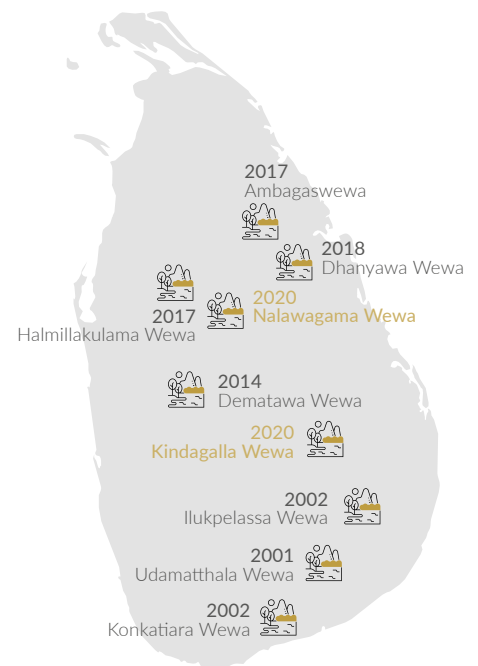 2017
Ambagaswewa
2018
Dhanyawa Wewa
2020
Nalawagama Wewa
2017
Halmillakulama Wewa
2014
Dematawa Wewa
2020
Kindagalla Wewa
2002
Ilukpelassa Wewa
2001
Udamatthala Wewa
2002
Konkatiara Wewa